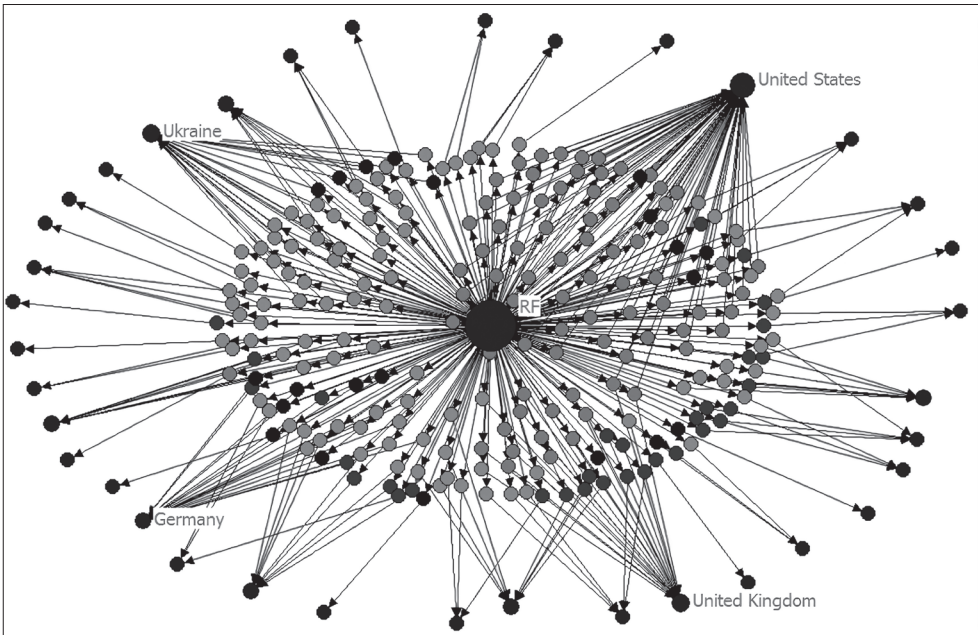 United States
Ukraine
RF
Germany
United Kingdom